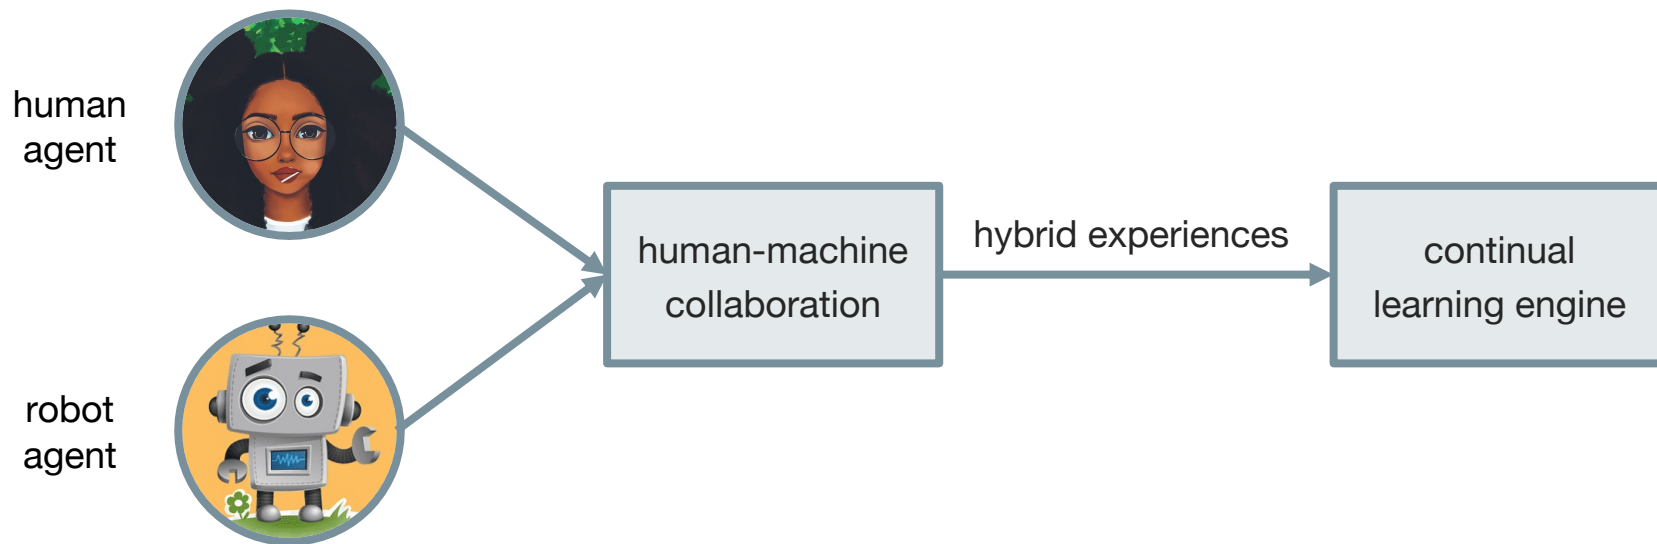 human
agent
human-machine
collaboration
hybrid experiences
continual
learning engine
robot
agent